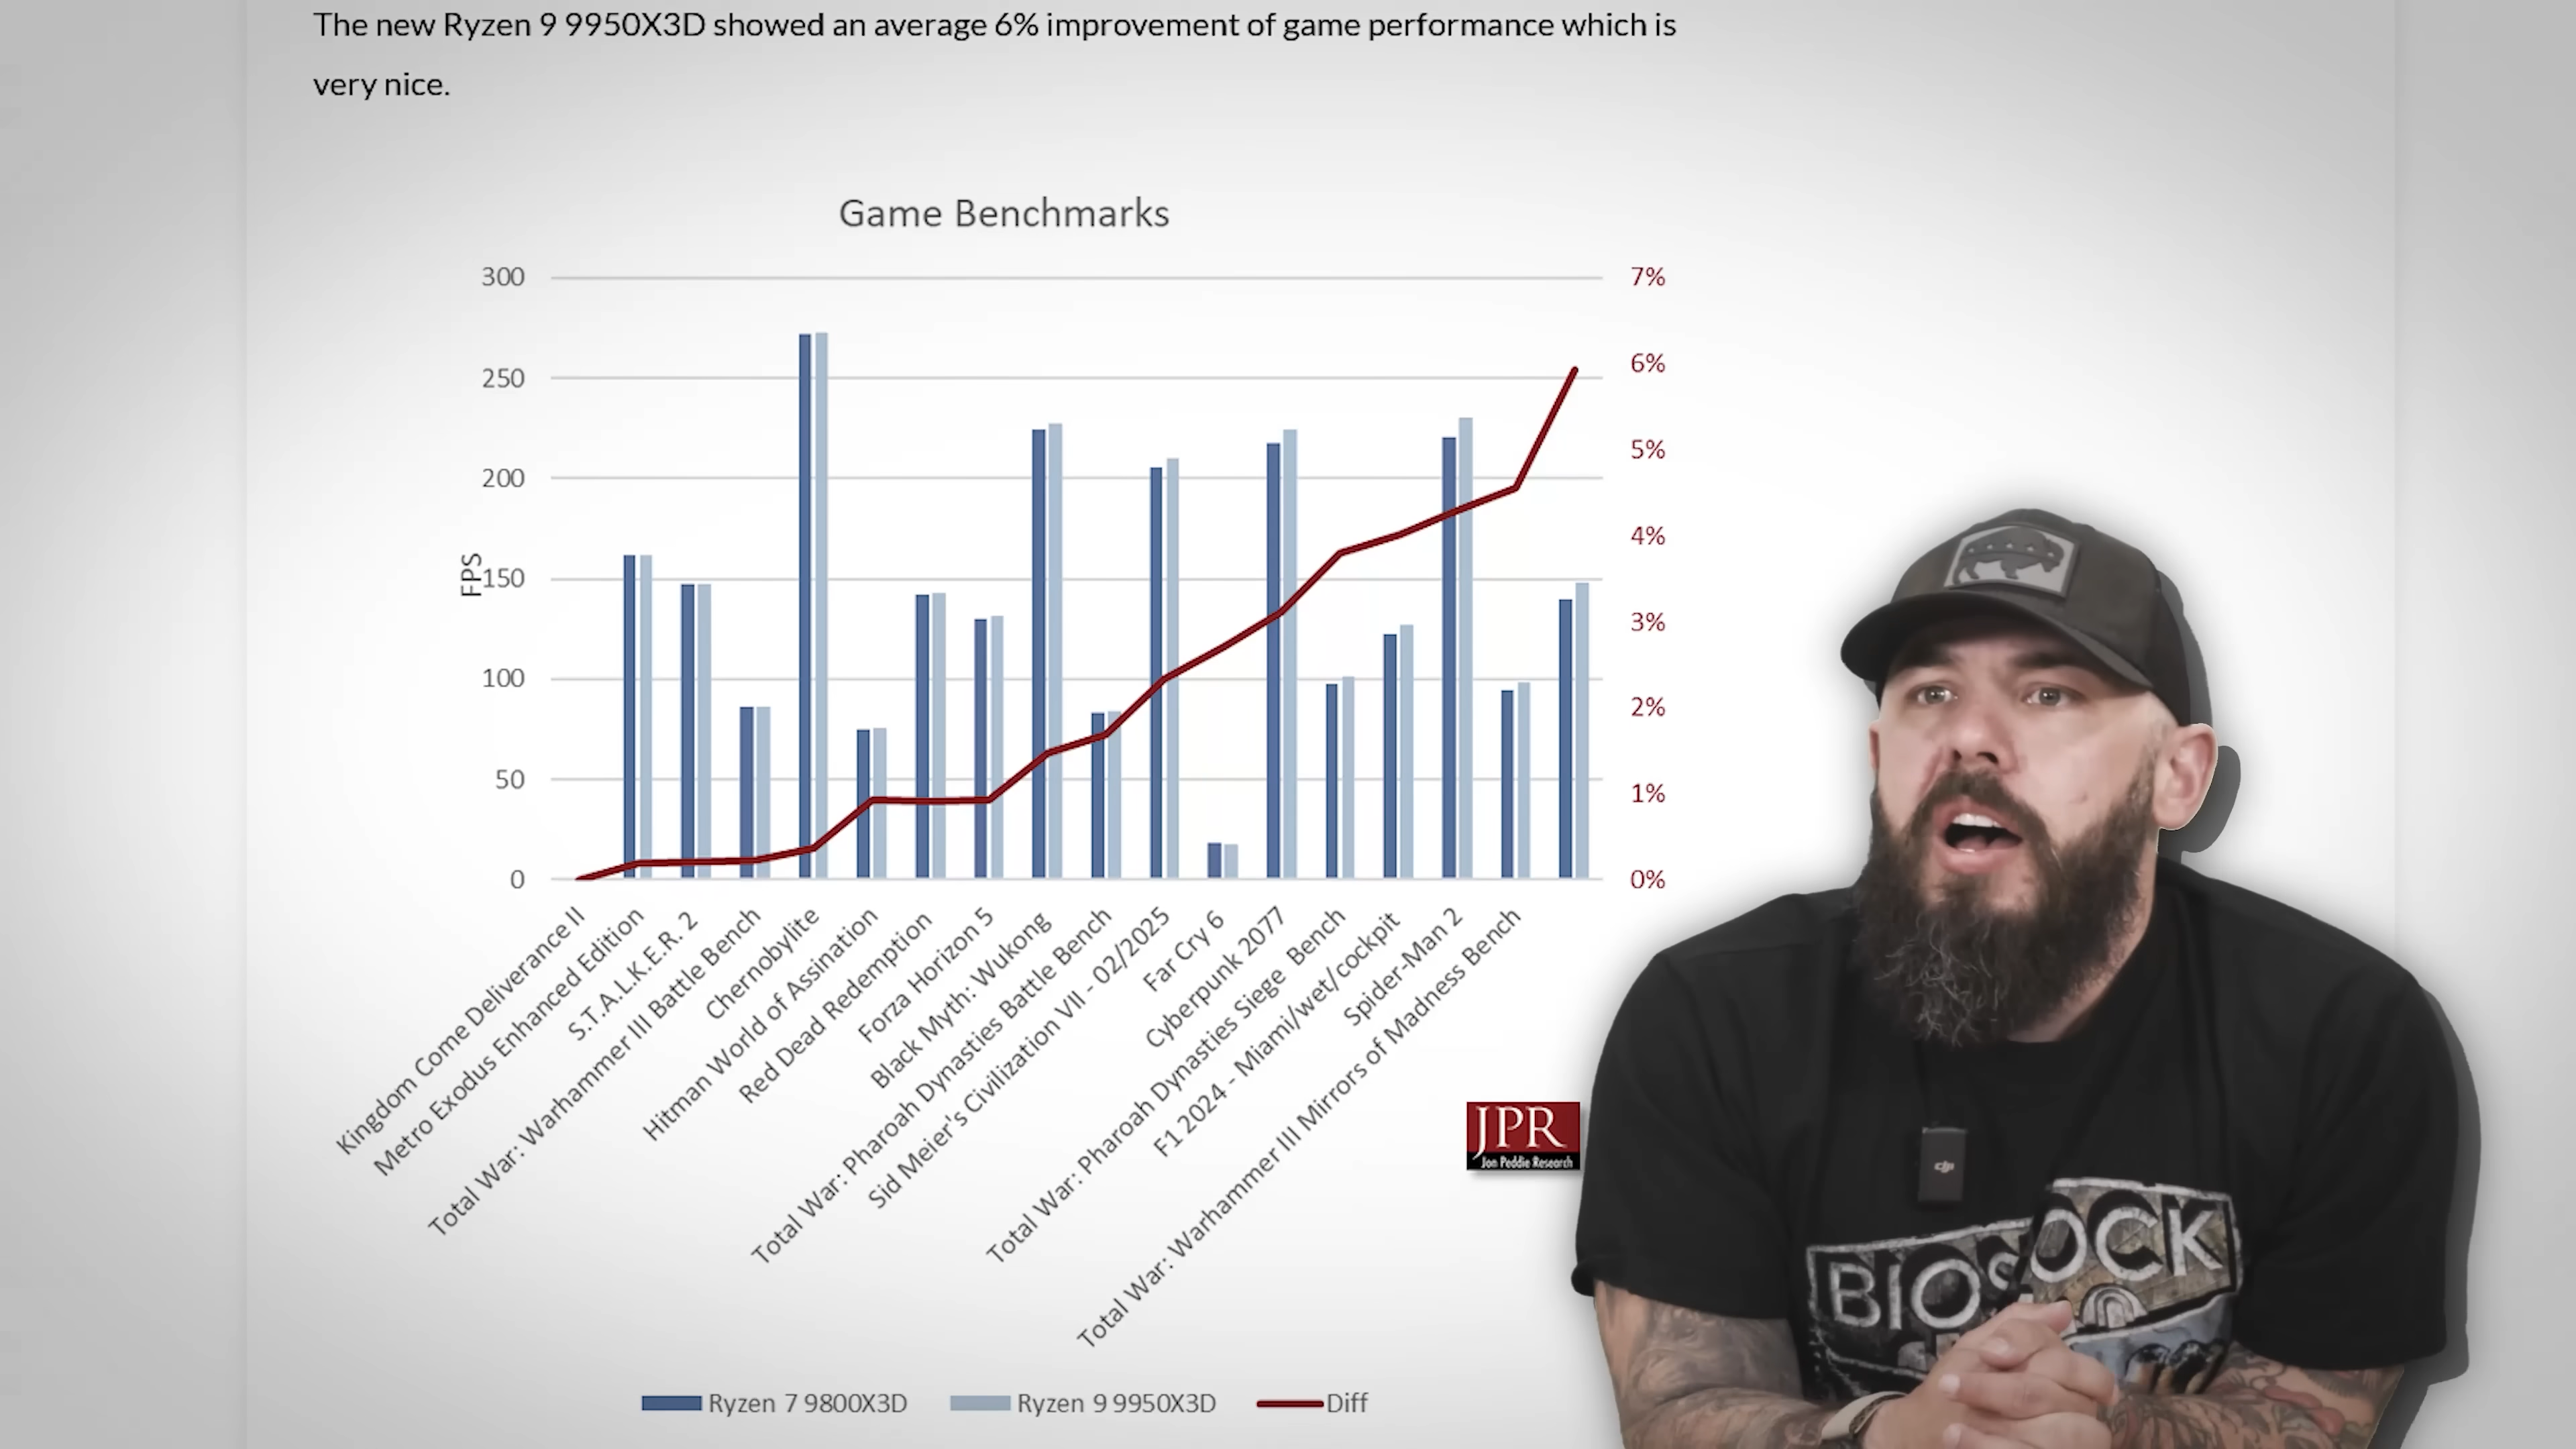 The new Ryzen 9 9950X3D showed an average 6% improvement of game performance which is
very nice.
Game Benchmarks
300
250
200
150
100
50
0
FPS
7%
6%
5%
4%
3%
2%
1%
0%
Kingdom Come Deliverance II
Metro Exodus Enhanced Edition
S.T.A.L.K.E.R. 2
Total War: Warhammer III Battle Bench
Chernobylite
Hitman World of Assination
Red Dead Redemption
Forza Horizon 5
Black Myth: Wukong
Total War: Pharoah Dynasties Battle Bench
Sid Meier's Civilization VII - 02/2025
Far Cry 6
Cyberpunk 2077
Total War: Pharoah Dynasties Siege Bench
F1 2024 - Miami/wet/cockpit
Spider-Man 2
Total War: Warhammer III Mirrors of Madness Bench
JPR
Jon Peddie Research
Ryzen 7 9800X3D
Ryzen 9 9950X3D
Diff
dji